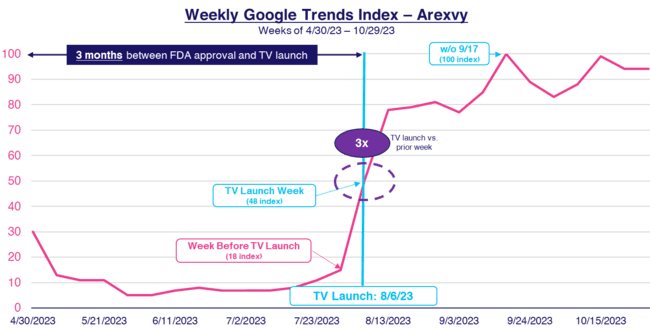 Weekly Google Trends Index – Arexvy
Weeks of 4/30/23 – 10/29/23
3 months between FDA approval and TV launch
w/o 9/17
(100 index)
3x
TV launch vs.
prior week
TV Launch Week
(48 index)
Week Before TV Launch
(18 index)
TV Launch: 8/6/23
100
90
80
70
60
50
40
30
20
10
0
4/30/2023
5/21/2023
6/11/2023
7/2/2023
7/23/2023
8/13/2023
9/3/2023
9/24/2023
10/15/2023